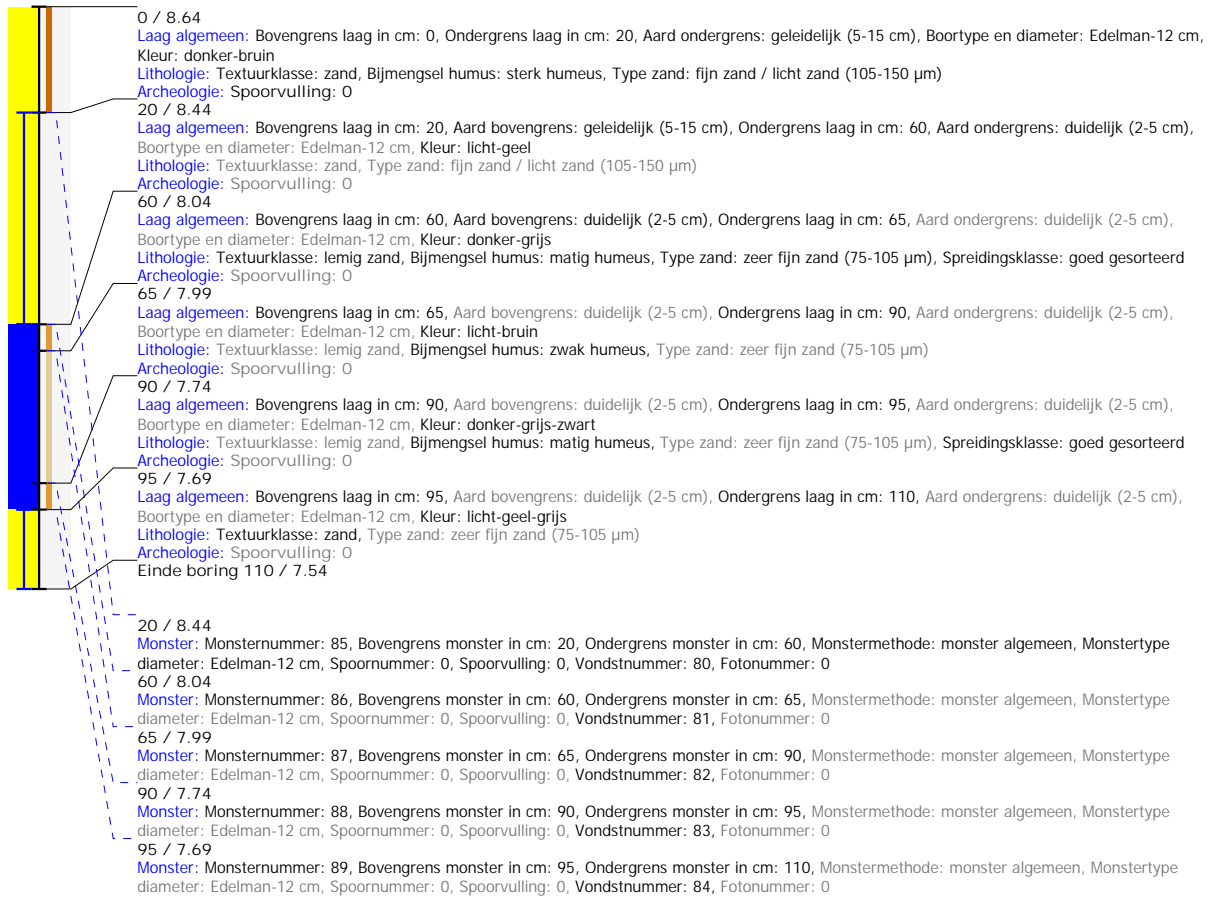 0 / 8.64
Laag algemeen: Bovengrens laag in cm: 0, Ondergrens laag in cm: 20, Aard ondergrens: geleidelijk (5-15 cm), Boortype en diameter: Edelman-12 cm,
Kleur: donker-bruin
Lithologie: Textuurklasse: zand, Bijmengsel humus: sterk humeus, Type zand: fijn zand / licht zand (105-150 µm)
Archeologie: Spoorvulling: 0
20 / 8.44
Laag algemeen: Bovengrens laag in cm: 20, Aard bovengrens: geleidelijk (5-15 cm), Ondergrens laag in cm: 60, Aard ondergrens: duidelijk (2-5 cm),
Boortype en diameter: Edelman-12 cm, Kleur: licht-geel
Lithologie: Textuurklasse: zand, Type zand: fijn zand / licht zand (105-150 µm)
Archeologie: Spoorvulling: 0
60 / 8.04
Laag algemeen: Bovengrens laag in cm: 60, Aard bovengrens: duidelijk (2-5 cm), Ondergrens laag in cm: 65, Aard ondergrens: duidelijk (2-5 cm),
Boortype en diameter: Edelman-12 cm, Kleur: donker-grijs
Lithologie: Textuurklasse: lemig zand, Bijmengsel humus: matig humeus, Type zand: zeer fijn zand (75-105 µm), Spreidingsklasse: goed gesorteerd
Archeologie: Spoorvulling: 0
65 / 7.99
Laag algemeen: Bovengrens laag in cm: 65, Aard bovengrens: duidelijk (2-5 cm), Ondergrens laag in cm: 90, Aard ondergrens: duidelijk (2-5 cm),
Boortype en diameter: Edelman-12 cm, Kleur: licht-bruin
Lithologie: Textuurklasse: lemig zand, Bijmengsel humus: zwak humeus, Type zand: zeer fijn zand (75-105 µm)
Archeologie: Spoorvulling: 0
90 / 7.74
Laag algemeen: Bovengrens laag in cm: 90, Aard bovengrens: duidelijk (2-5 cm), Ondergrens laag in cm: 95, Aard ondergrens: duidelijk (2-5 cm),
Boortype en diameter: Edelman-12 cm, Kleur: donker-grijs-zwart
Lithologie: Textuurklasse: lemig zand, Bijmengsel humus: matig humeus, Type zand: zeer fijn zand (75-105 µm), Spreidingsklasse: goed gesorteerd
Archeologie: Spoorvulling: 0
95 / 7.69
Laag algemeen: Bovengrens laag in cm: 95, Aard bovengrens: duidelijk (2-5 cm), Ondergrens laag in cm: 110, Aard ondergrens: duidelijk (2-5 cm),
Boortype en diameter: Edelman-12 cm, Kleur: licht-geel-grijs
Lithologie: Textuurklasse: zand, Type zand: zeer fijn zand (75-105 µm)
Archeologie: Spoorvulling: 0
Einde boring 110 / 7.54
20 / 8.44
Monster: Monsternummer: 85, Bovengrens monster in cm: 20, Ondergrens monster in cm: 60, Monstermethode: monster algemeen, Monstertype
diameter: Edelman-12 cm, Spoornummer: 0, Spoorvulling: 0, Vondstnummer: 80, Fotonummer: 0
60 / 8.04
Monster: Monsternummer: 86, Bovengrens monster in cm: 60, Ondergrens monster in cm: 65, Monstermethode: monster algemeen, Monstertype
diameter: Edelman-12 cm, Spoornummer: 0, Spoorvulling: 0, Vondstnummer: 81, Fotonummer: 0
65 / 7.99
Monster: Monsternummer: 87, Bovengrens monster in cm: 65, Ondergrens monster in cm: 90, Monstermethode: monster algemeen, Monstertype
diameter: Edelman-12 cm, Spoornummer: 0, Spoorvulling: 0, Vondstnummer: 82, Fotonummer: 0
90 / 7.74
Monster: Monsternummer: 88, Bovengrens monster in cm: 90, Ondergrens monster in cm: 95, Monstermethode: monster algemeen, Monstertype
diameter: Edelman-12 cm, Spoornummer: 0, Spoorvulling: 0, Vondstnummer: 83, Fotonummer: 0
95 / 7.69
Monster: Monsternummer: 89, Bovengrens monster in cm: 95, Ondergrens monster in cm: 110, Monstermethode: monster algemeen, Monstertype
diameter: Edelman-12 cm, Spoornummer: 0, Spoorvulling: 0, Vondstnummer: 84, Fotonummer: 0